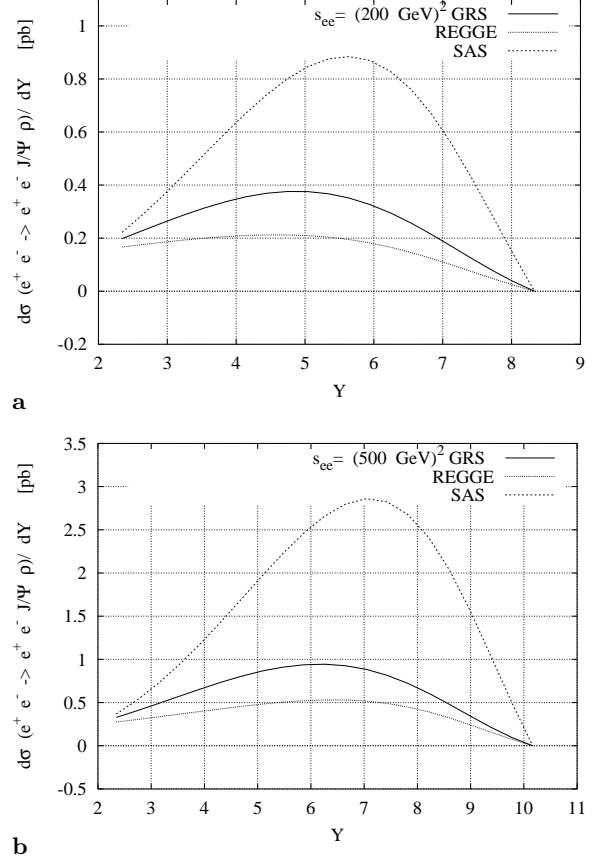 s_ee= (200 GeV)^2 GRS
REGGE
SAS
dσ (e^+ e^- -> e^+ e^- J/Ψ ρ)/ dY [pb]
1
0.8
0.6
0.4
0.2
0
-0.2
2 3 4 5 6 7 8 9
Y
a
s_ee= (500 GeV)^2 GRS
REGGE
SAS
dσ (e^+ e^- -> e^+ e^- J/Ψ ρ)/ dY [pb]
3.5
3
2.5
2
1.5
1
0.5
0
-0.5
2 3 4 5 6 7 8 9 10 11
Y
b